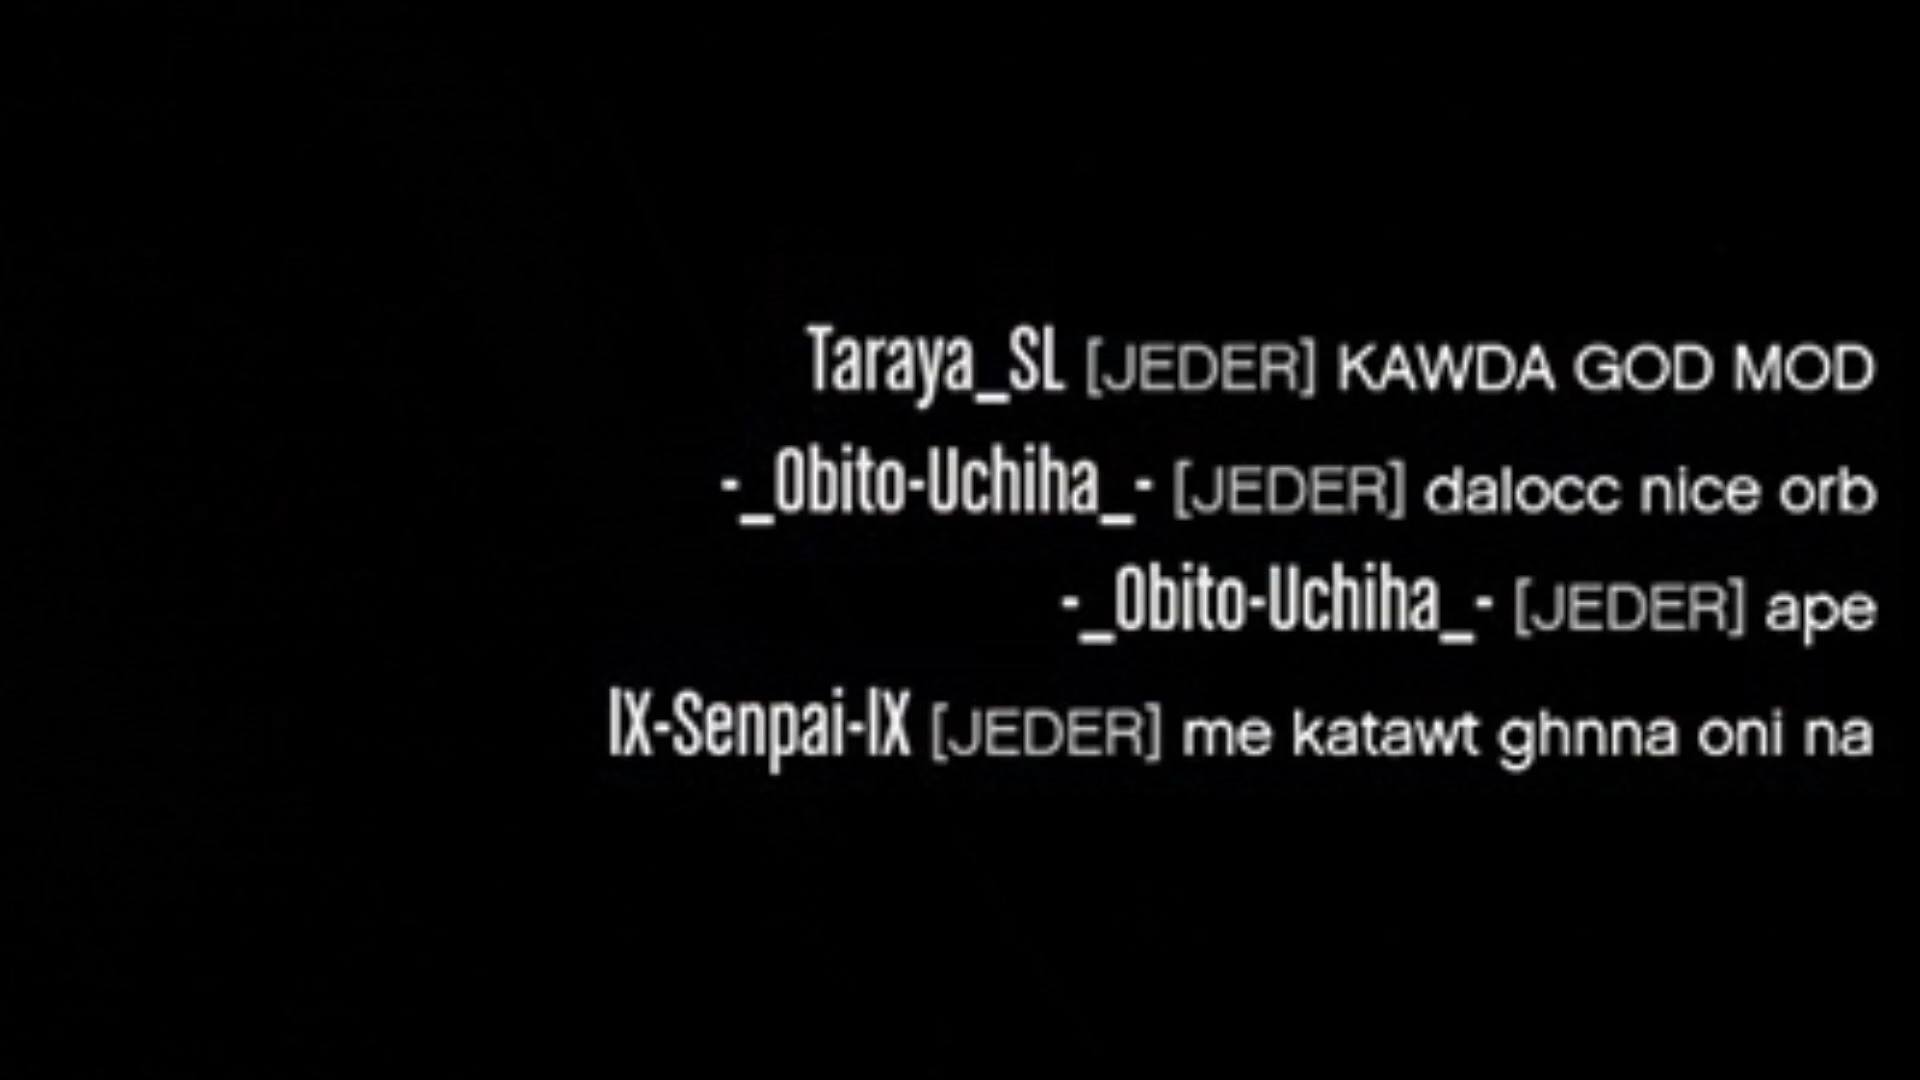 Taraya_SL [JEDER] KAWDA GOD MOD
-_Obito-Uchiha_- [JEDER] dalocc nice orb
-_Obito-Uchiha_- [JEDER] ape
IX-Senpai-IX [JEDER] me katawt ghnna oni na